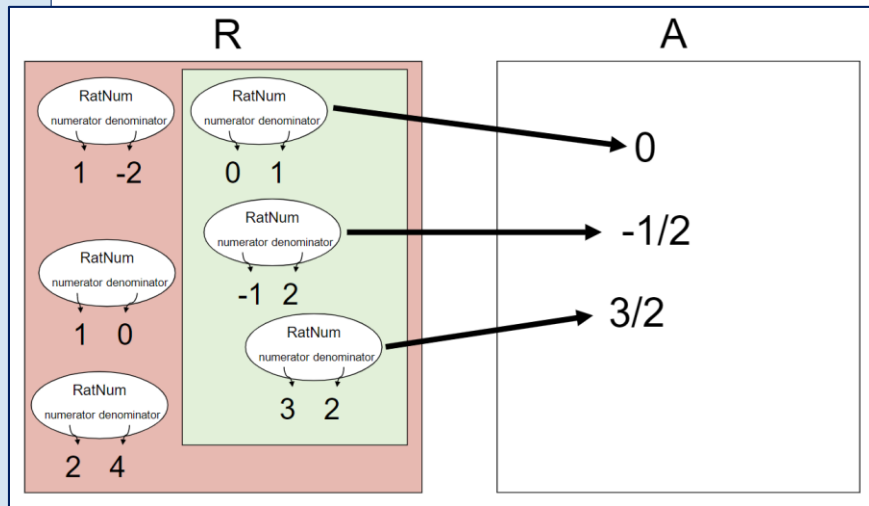 R
A
RatNum
numerator denominator
1 -2
RatNum
numerator denominator
0 1
0
RatNum
numerator denominator
-1 2
-1/2
RatNum
numerator denominator
1 0
RatNum
numerator denominator
3 2
3/2
RatNum
numerator denominator
2 4